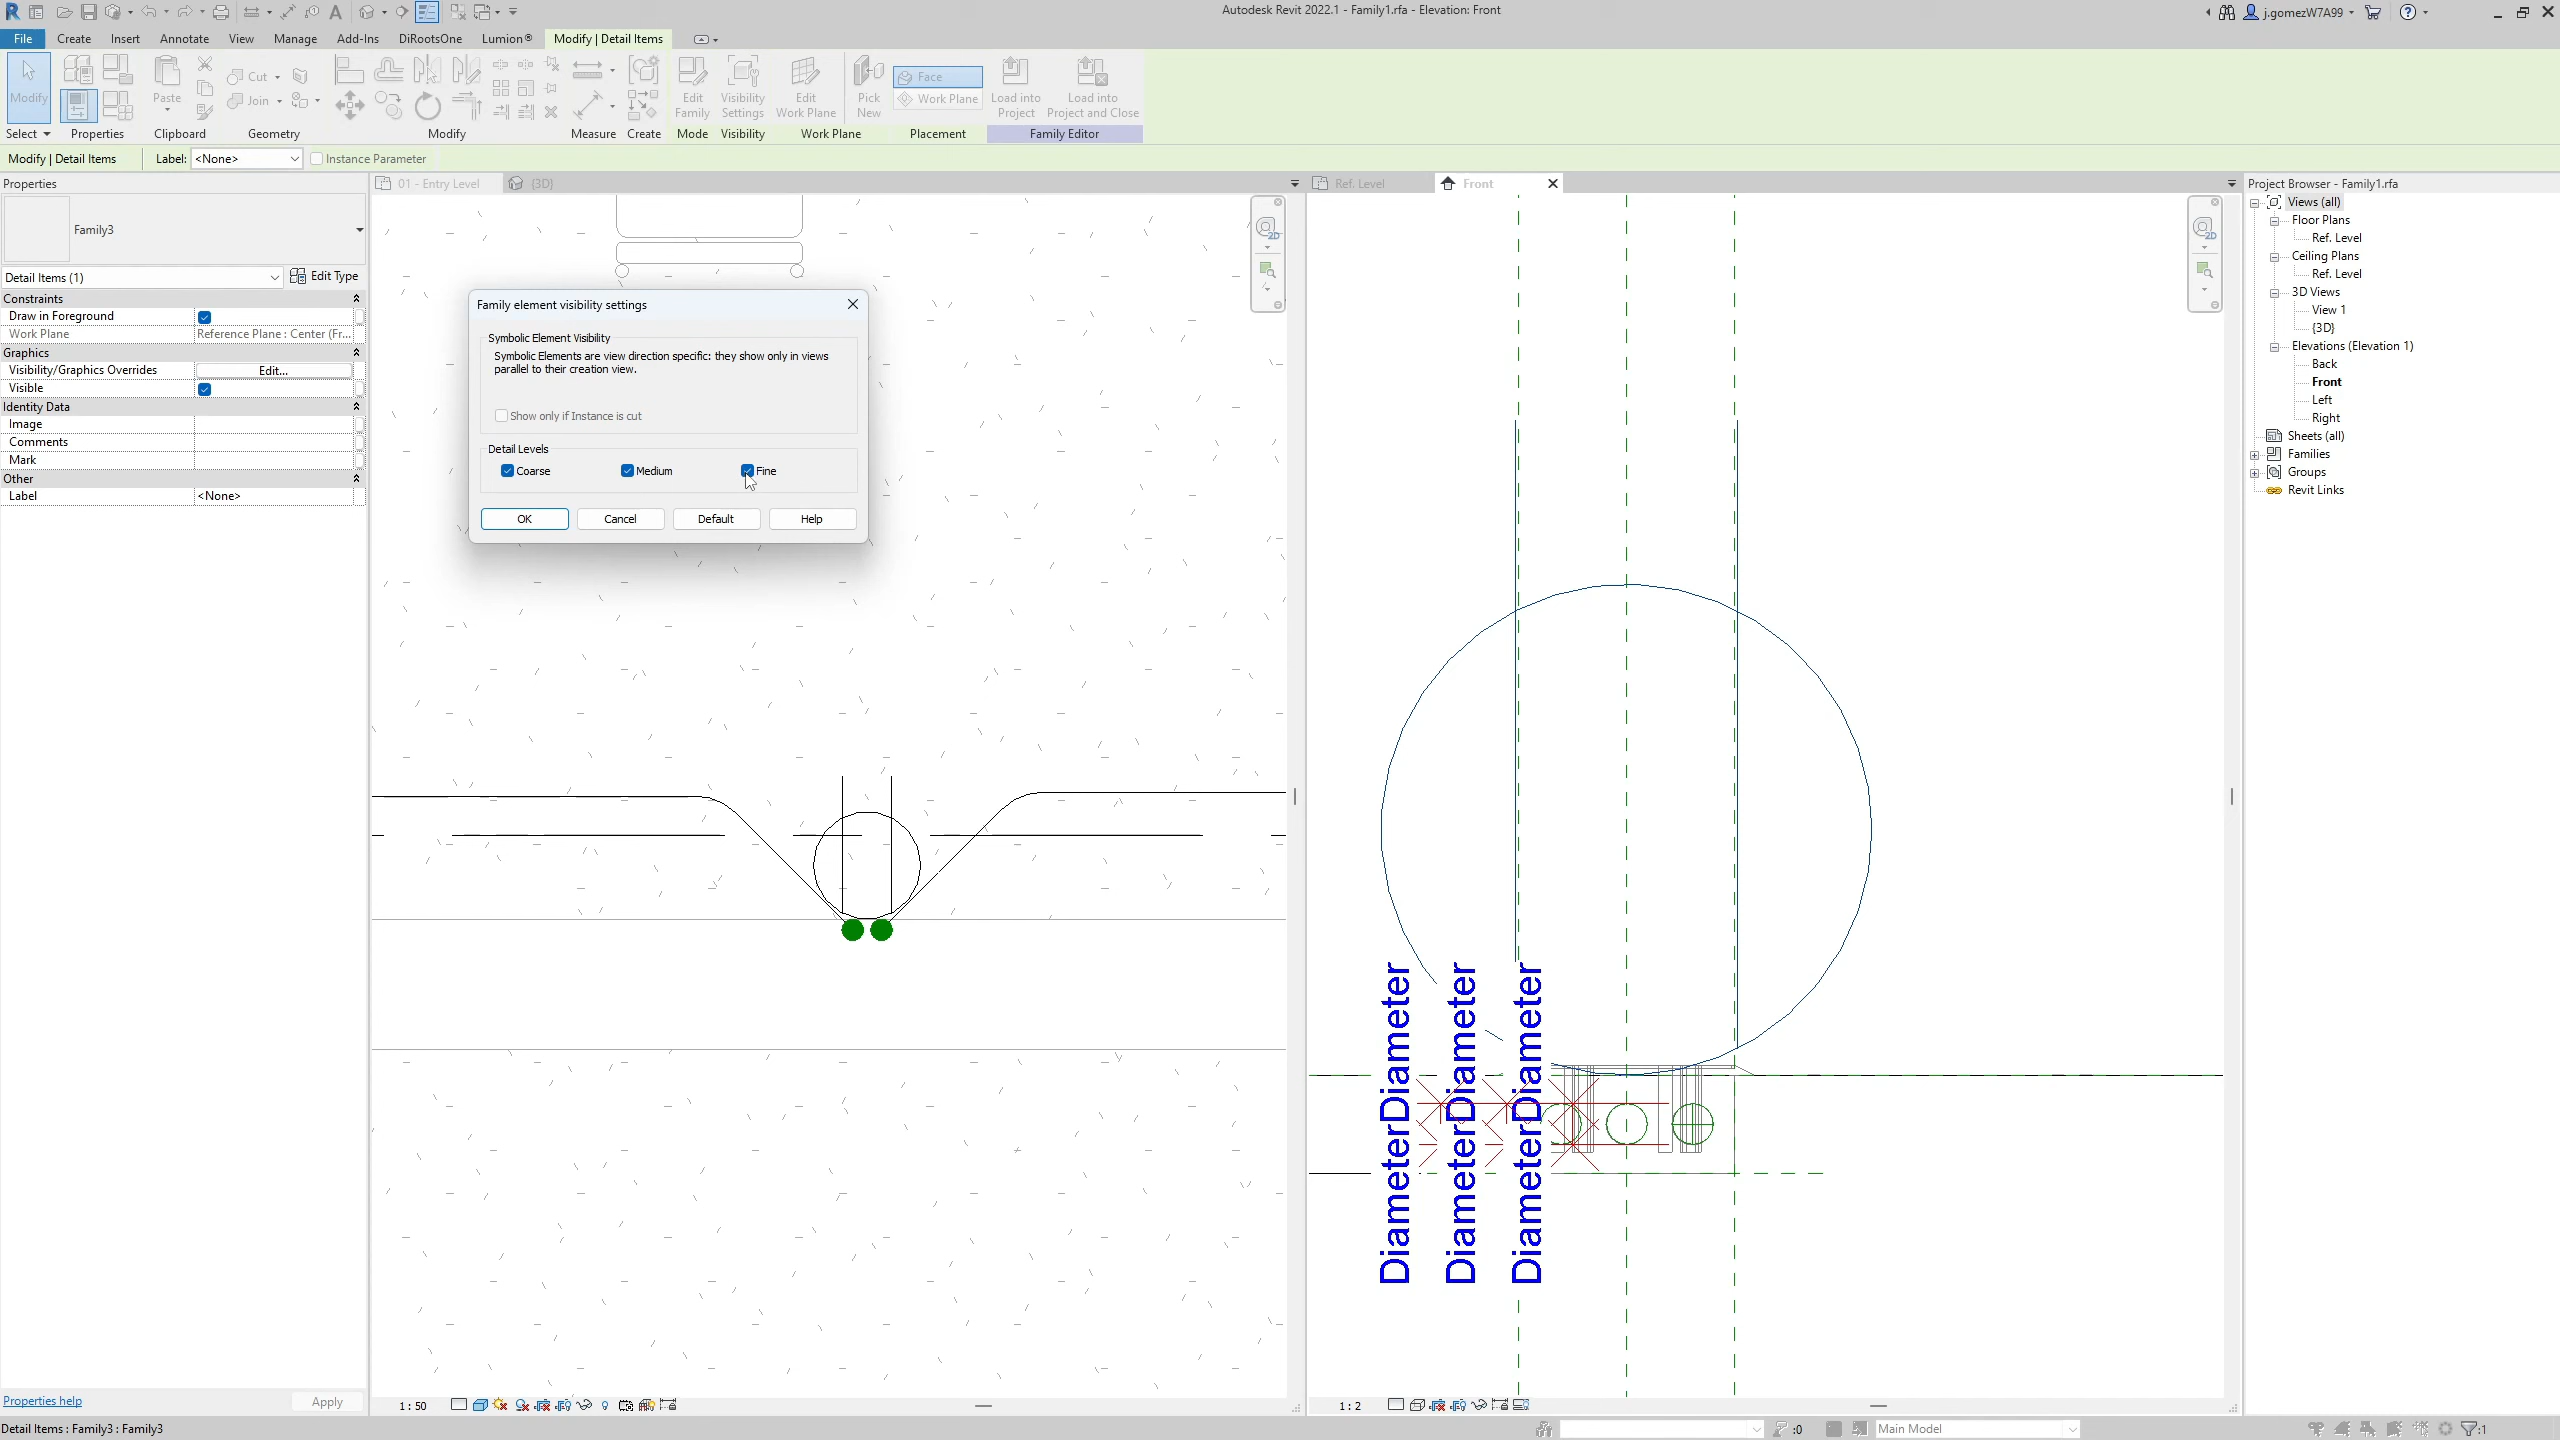 Autodesk Revit 2022.1 - Family1.rfa - Elevation: Front
j.gomezW7A99
File Create Insert Annotate View Manage Add-Ins DiRootsOne Lumion® Modify | Detail Items
Modify
Paste
Cut
Join
Edit Family
Visibility Settings
Edit Work Plane
Pick New
Face
Work Plane
Load into Project
Load into Project and Close
Select Properties Clipboard Geometry Modify Measure Create Mode Visibility Work Plane Placement Family Editor
Modify | Detail Items Label: <None> Instance Parameter
Properties
Family3
Detail Items (1) Edit Type
Constraints
Draw in Foreground
Work Plane Reference Plane : Center (Fr...
Graphics
Visibility/Graphics Overrides Edit...
Visible
Identity Data
Image
Comments
Mark
Other
Label <None>
Properties help Apply
01 - Entry Level {3D}
2D
Family element visibility settings
Symbolic Element Visibility
Symbolic Elements are view direction specific: they show only in views
parallel to their creation view.
Show only if Instance is cut
Detail Levels
Coarse Medium Fine
OK Cancel Default Help
1 : 50
Ref. Level Front
2D
DiameterDiameter
DiameterDiameter
DiameterDiameter
1 : 2
Project Browser - Family1.rfa
Views (all)
Floor Plans
Ref. Level
Ceiling Plans
Ref. Level
3D Views
View 1
{3D}
Elevations (Elevation 1)
Back
Front
Left
Right
Sheets (all)
Families
Groups
Revit Links
Detail Items : Family3 : Family3
:0
Main Model
:1